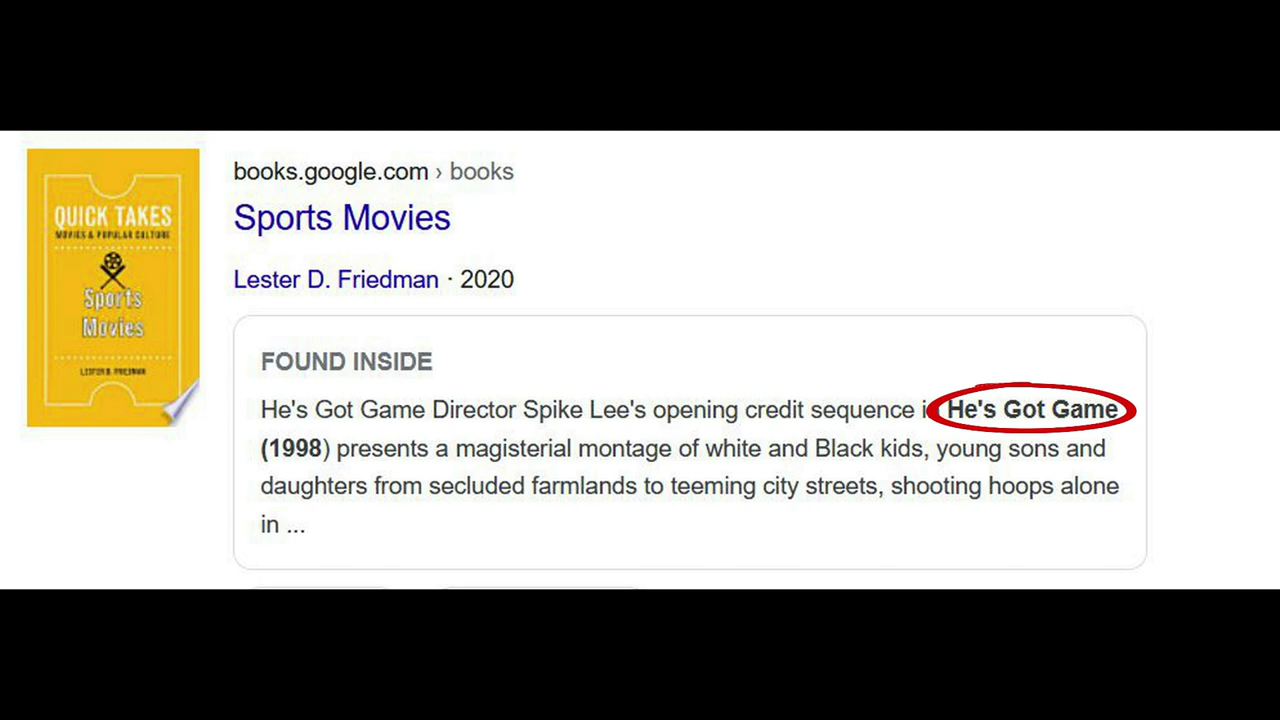 QUICK TAKES
MOVIES & POPULAR CULTURE
Sports
Movies
LESTER D. FRIEDMAN
books.google.com › books
Sports Movies
Lester D. Friedman · 2020
FOUND INSIDE
He's Got Game Director Spike Lee's opening credit sequence i He's Got Game
(1998) presents a magisterial montage of white and Black kids, young sons and
daughters from secluded farmlands to teeming city streets, shooting hoops alone
in ...